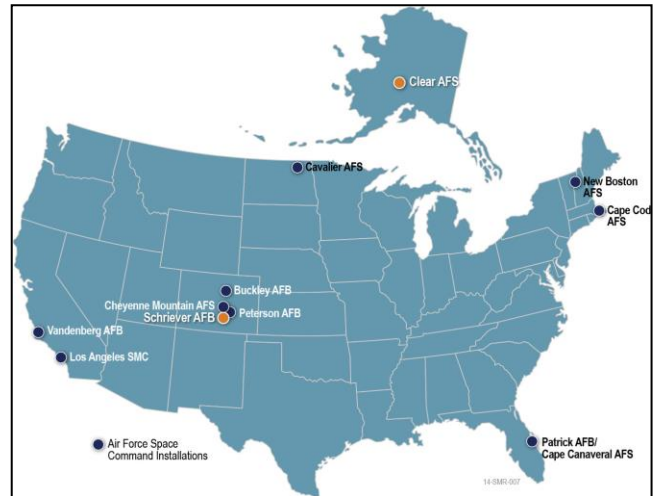 Clear AFS
Cavalier AFS
New Boston
AFS
Cape Cod
AFS
Buckley AFB
Cheyenne Mountain AFS
Peterson AFB
Schriever AFB
Vandenberg AFB
Los Angeles SMC
Air Force Space
Command Installations
Patrick AFB/
Cape Canaveral AFS
14-SMR-007